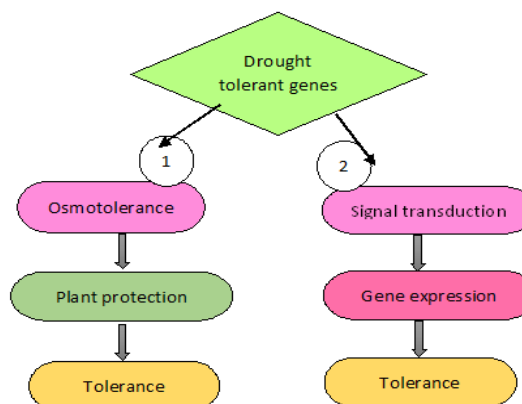 Drought
tolerant genes
1
2
Osmotolerance
Signal transduction
Plant protection
Gene expression
Tolerance
Tolerance